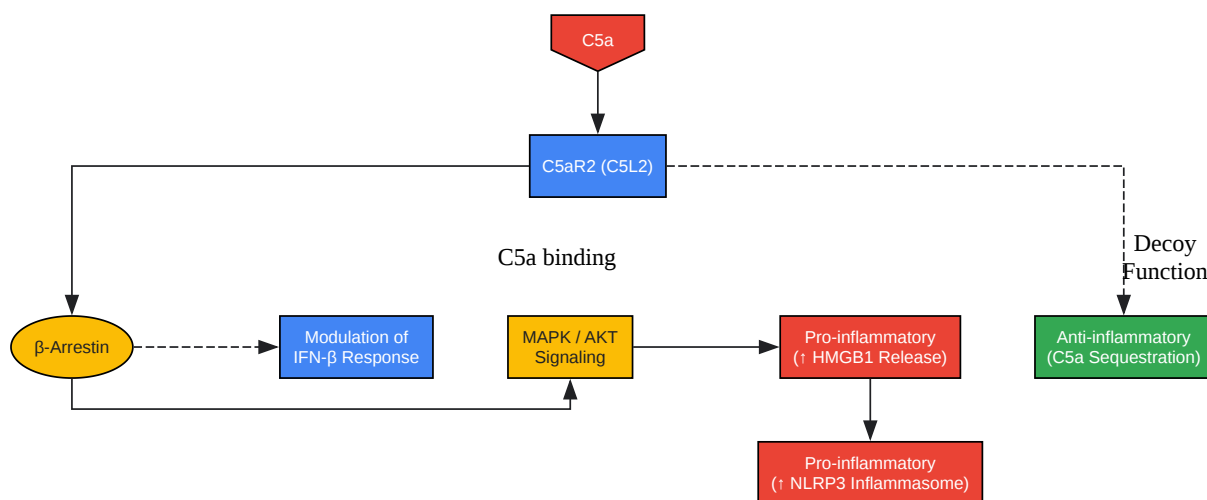 C5a
C5aR2 (C5L2)
C5a binding
Decoy
Function
β-Arrestin
Modulation of
IFN-β Response
MAPK / AKT
Signaling
Pro-inflammatory
(↑ HMGB1 Release)
Anti-inflammatory
(C5a Sequestration)
Pro-inflammatory
(↑ NLRP3 Inflammasome)